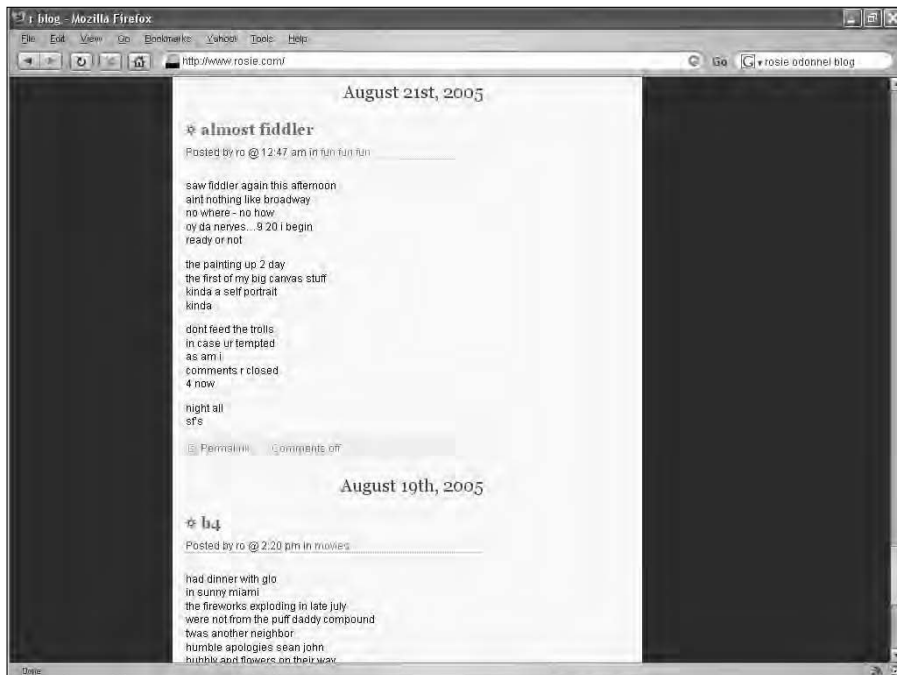 r blog - Mozilla Firefox
File Edit View Go Bookmarks Yahoo! Tools Help
http://www.rosie.com/ Go rosie odonnel blog
August 21st, 2005
almost fiddler
Posted by ro @ 12:47 am in fun fun fun
saw fiddler again this afternoon
aint nothing like broadway
no where - no how
oy da nerves...9 20 i begin
ready or not
the painting up 2 day
the first of my big canvas stuff
kinda a self portrait
kinda
dont feed the trolls
in case ur tempted
as am i
comments r closed
4 now
night all
sf's
Permalink Comments off
August 19th, 2005
b4
Posted by ro @ 2:20 pm in movies
had dinner with glo
in sunny miami
the fireworks exploding in late july
were not from the puff daddy compound
twas another neighbor
humble apologies sean john
bubbly and flowers on their way
Done